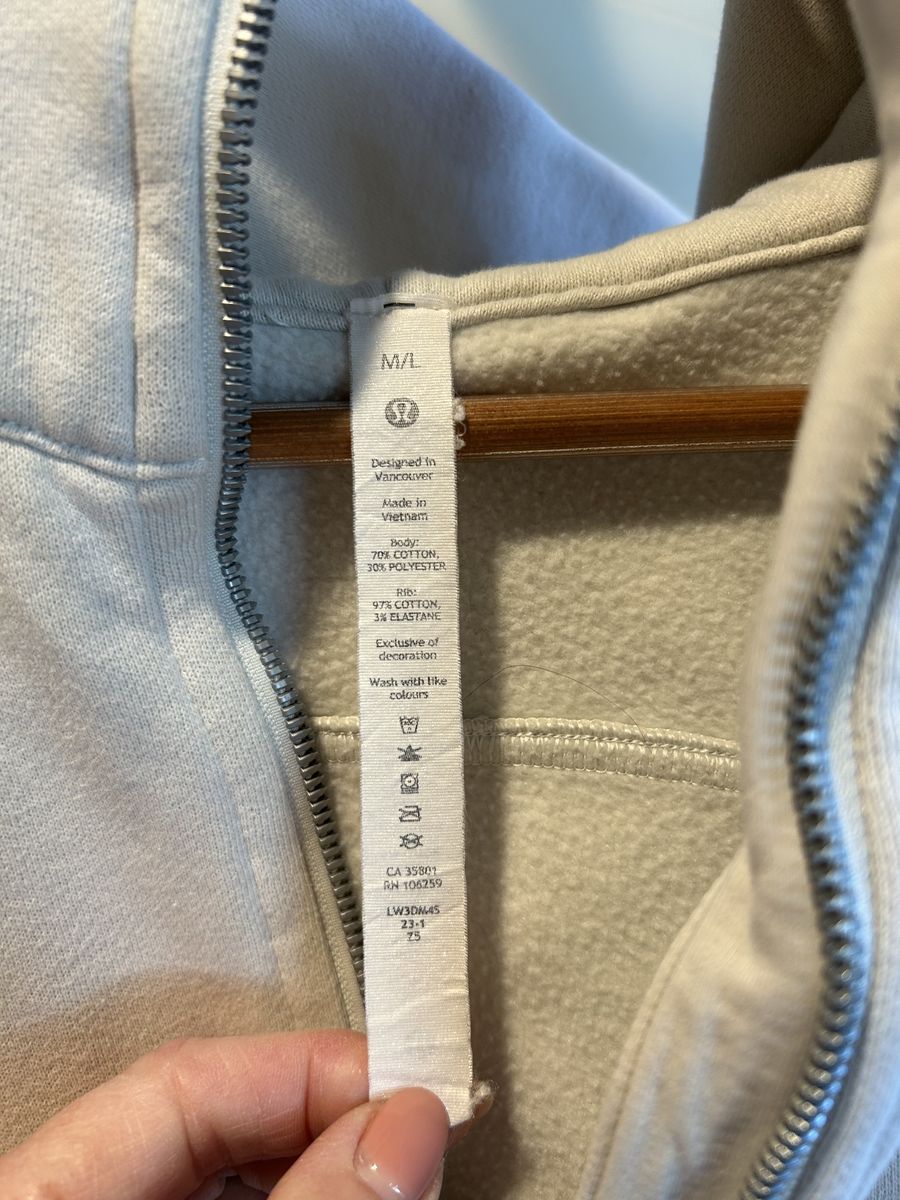 M/L
Designed in
Vancouver
Made in
Vietnam
Body:
70% COTTON,
30% POLYESTER
Rib:
97% COTTON,
3% ELASTANE
Exclusive of
decoration
Wash with like
colours
CA 35801
RN 106259
LW3DM4S
23-1